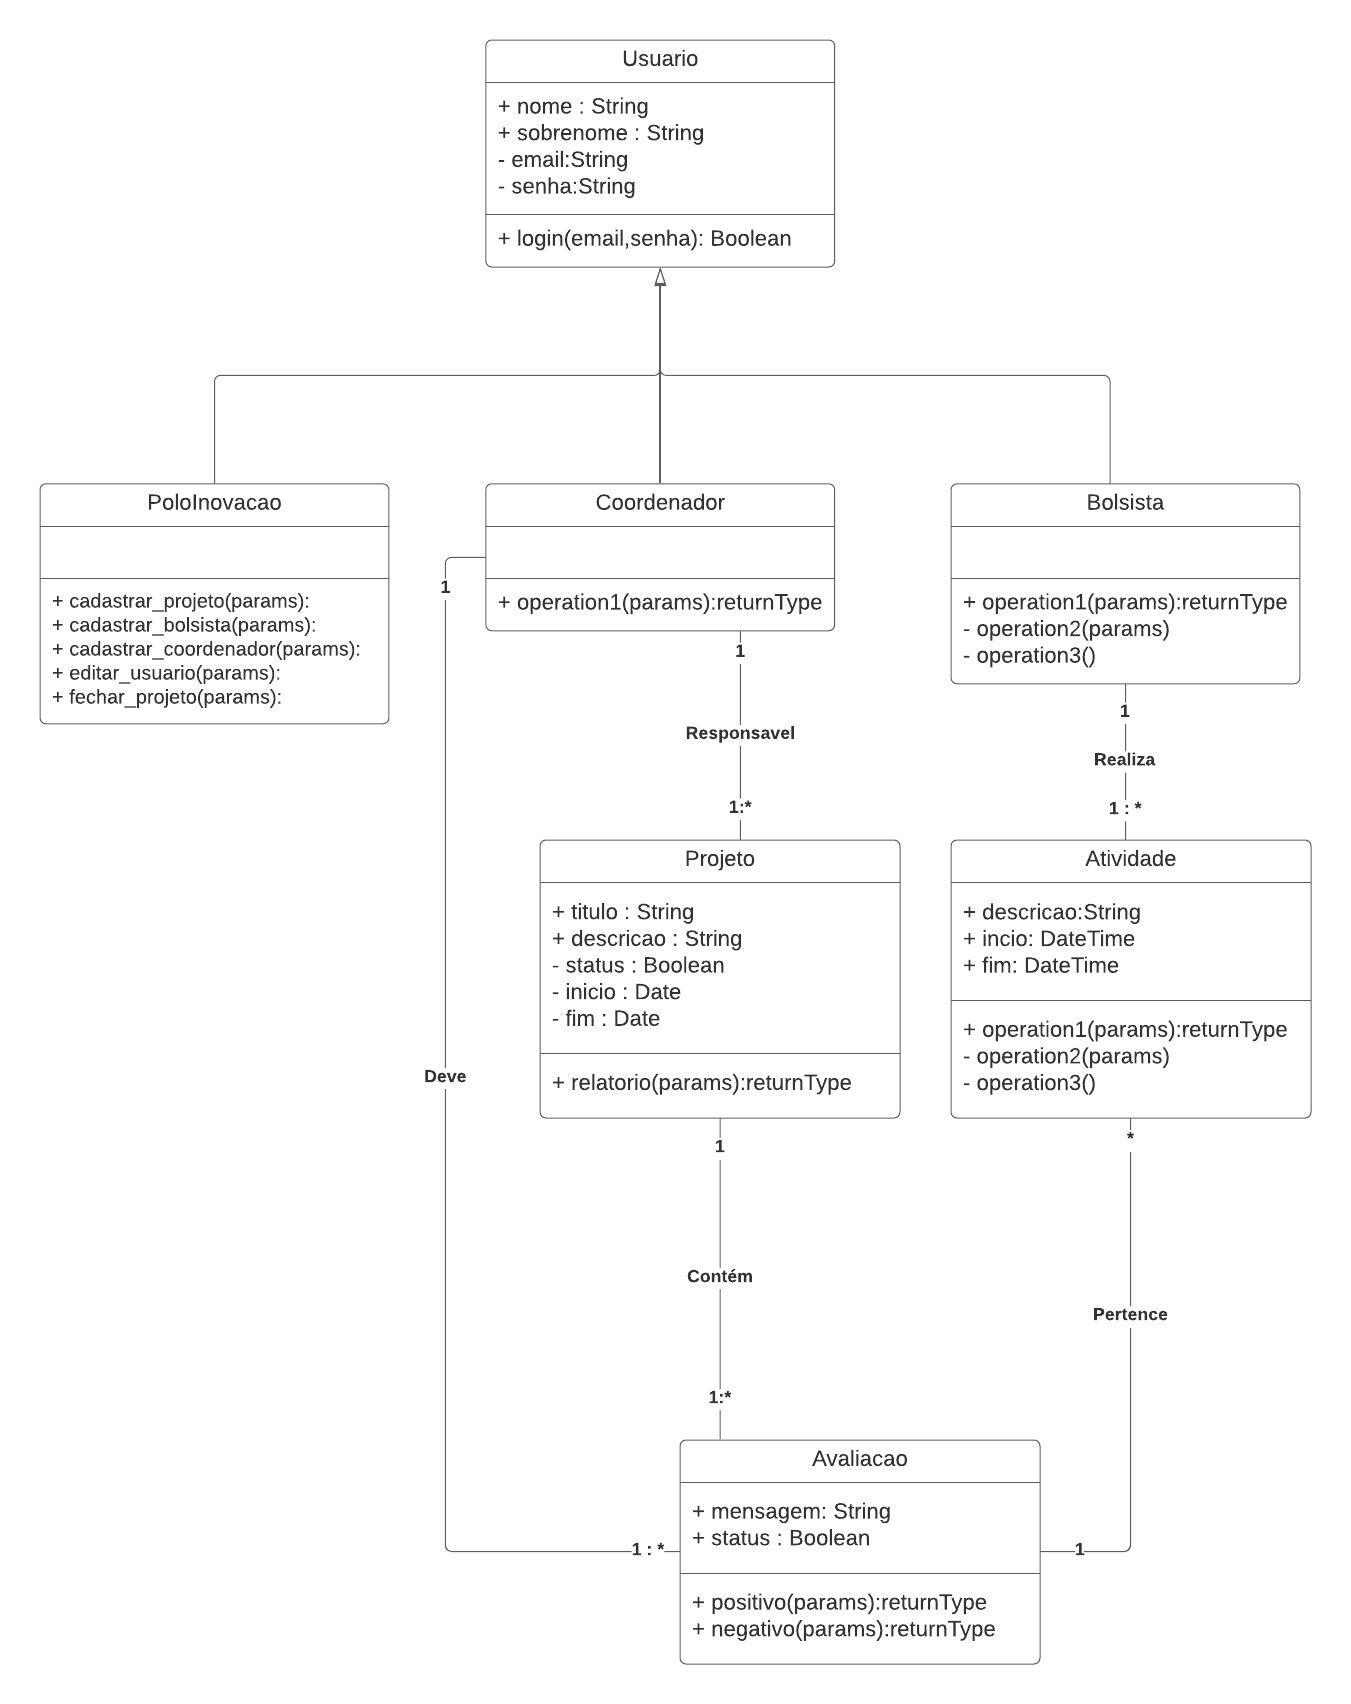 Usuario
+ nome : String
+ sobrenome : String
- email:String
- senha:String
+ login(email,senha): Boolean
PoloInovacao
+ cadastrar_projeto(params):
+ cadastrar_bolsista(params):
+ cadastrar_coordenador(params):
+ editar_usuario(params):
+ fechar_projeto(params):
Coordenador
+ operation1(params):returnType
Bolsista
+ operation1(params):returnType
- operation2(params)
- operation3()
1
1
Responsavel
1:*
1
Realiza
1 : *
Projeto
+ titulo : String
+ descricao : String
- status : Boolean
- inicio : Date
- fim : Date
+ relatorio(params):returnType
Atividade
+ descricao:String
+ incio: DateTime
+ fim: DateTime
+ operation1(params):returnType
- operation2(params)
- operation3()
Deve
1
Contém
1:*
*
Pertence
1 : *
1
Avaliacao
+ mensagem: String
+ status : Boolean
+ positivo(params):returnType
+ negativo(params):returnType